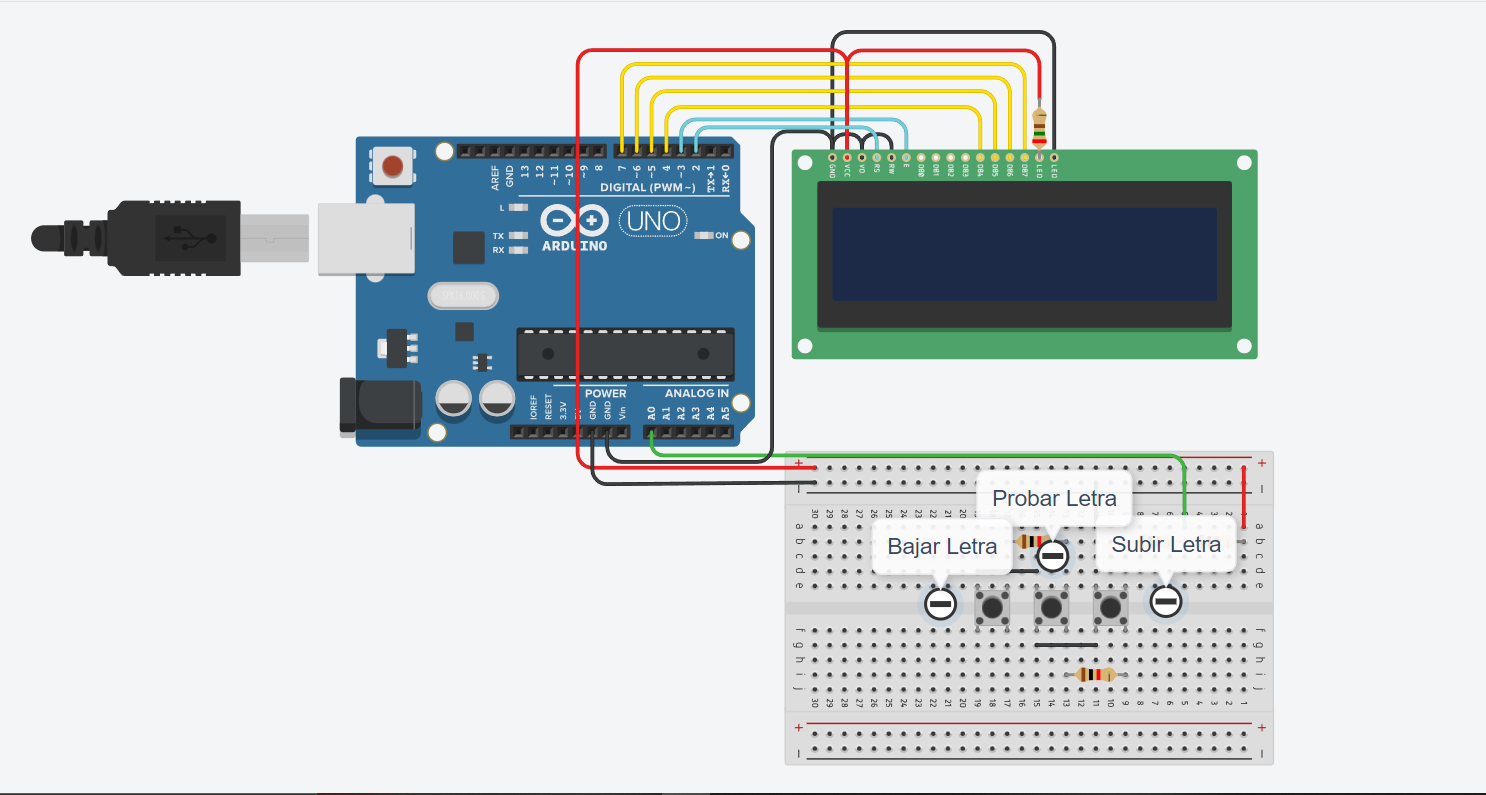 AREF
GND
13
12
~11
~10
~9
8
7
~6
~5
4
~3
2
TX→1
RX←0
DIGITAL (PWM~)
L
TX
RX
ARDUINO
UNO
ON
POWER
ANALOG IN
IOREF
RESET
3.3V
GND
GND
Vin
A0
A1
A2
A3
A4
A5
GND
VCC
V0
RS
RW
E
DB0
DB1
DB2
DB3
DB4
DB5
DB6
DB7
LED
LED
Probar Letra
Bajar Letra
Subir Letra
a
b
c
d
e
f
g
h
i
j
30 29 28 27 26 25 24 23 22 21 20 19 18 17 16 15 14 13 12 11 10 9 8 7 6 5 4 3 2 1